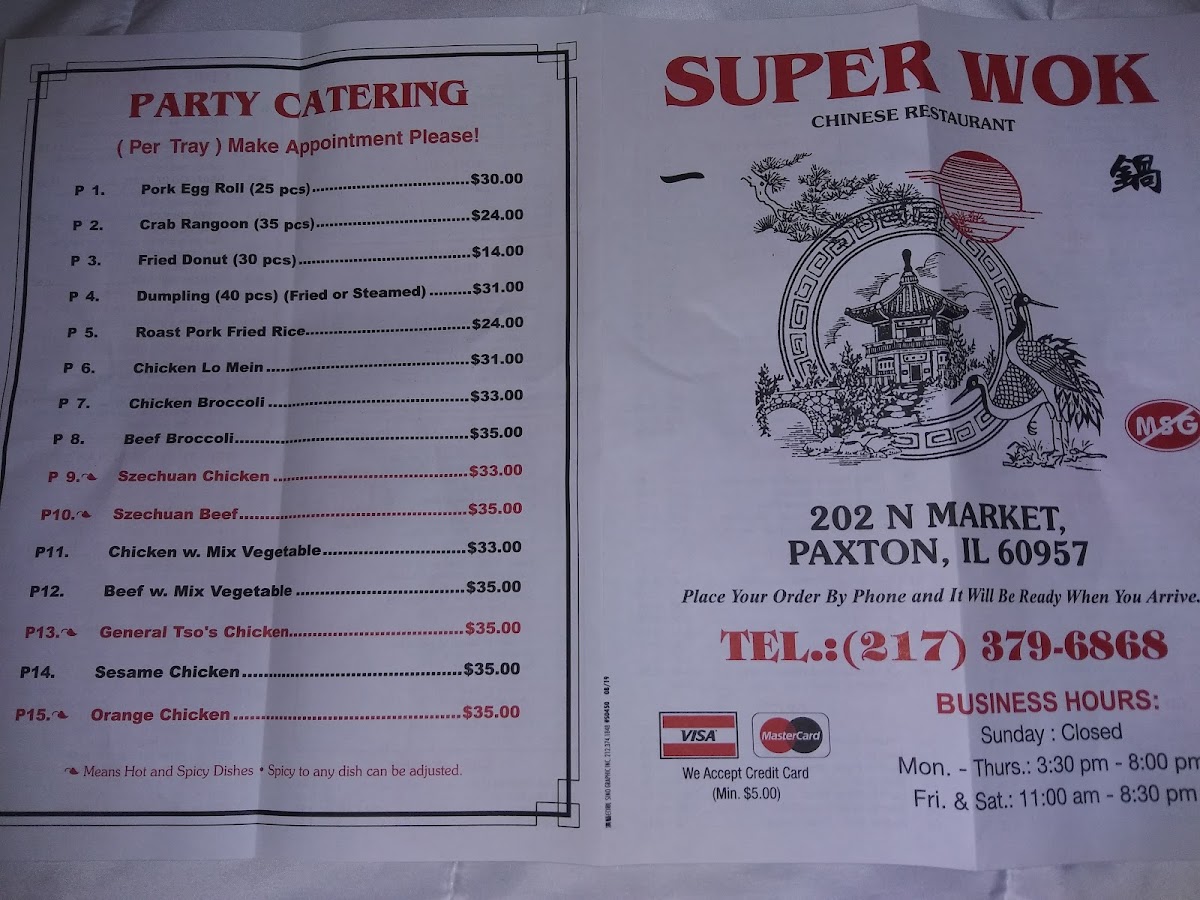 PARTY CATERING
( Per Tray ) Make Appointment Please!
P 1. Pork Egg Roll (25 pcs)..............................$30.00
P 2. Crab Rangoon (35 pcs)..............................$24.00
P 3. Fried Donut (30 pcs)..............................$14.00
P 4. Dumpling (40 pcs) (Fried or Steamed) .........$31.00
P 5. Roast Pork Fried Rice..............................$24.00
P 6. Chicken Lo Mein ..............................$31.00
P 7. Chicken Broccoli ..............................$33.00
P 8. Beef Broccoli..............................$35.00
P 9. Szechuan Chicken ..............................$33.00
P10. Szechuan Beef..............................$35.00
P11. Chicken w. Mix Vegetable..............................$33.00
P12. Beef w. Mix Vegetable ..............................$35.00
P13. General Tso's Chicken..............................$35.00
P14. Sesame Chicken..............................$35.00
P15. Orange Chicken ..............................$35.00
Means Hot and Spicy Dishes • Spicy to any dish can be adjusted.
SUPER WOK
CHINESE RESTAURANT
一 鍋
MSG
202 N MARKET,
PAXTON, IL 60957
Place Your Order By Phone and It Will Be Ready When You Arrive.
TEL.:(217) 379-6868
VISA
MasterCard
We Accept Credit Card
(Min. $5.00)
BUSINESS HOURS:
Sunday : Closed
Mon. - Thurs.: 3:30 pm - 8:00 pm
Fri. & Sat.: 11:00 am - 8:30 pm